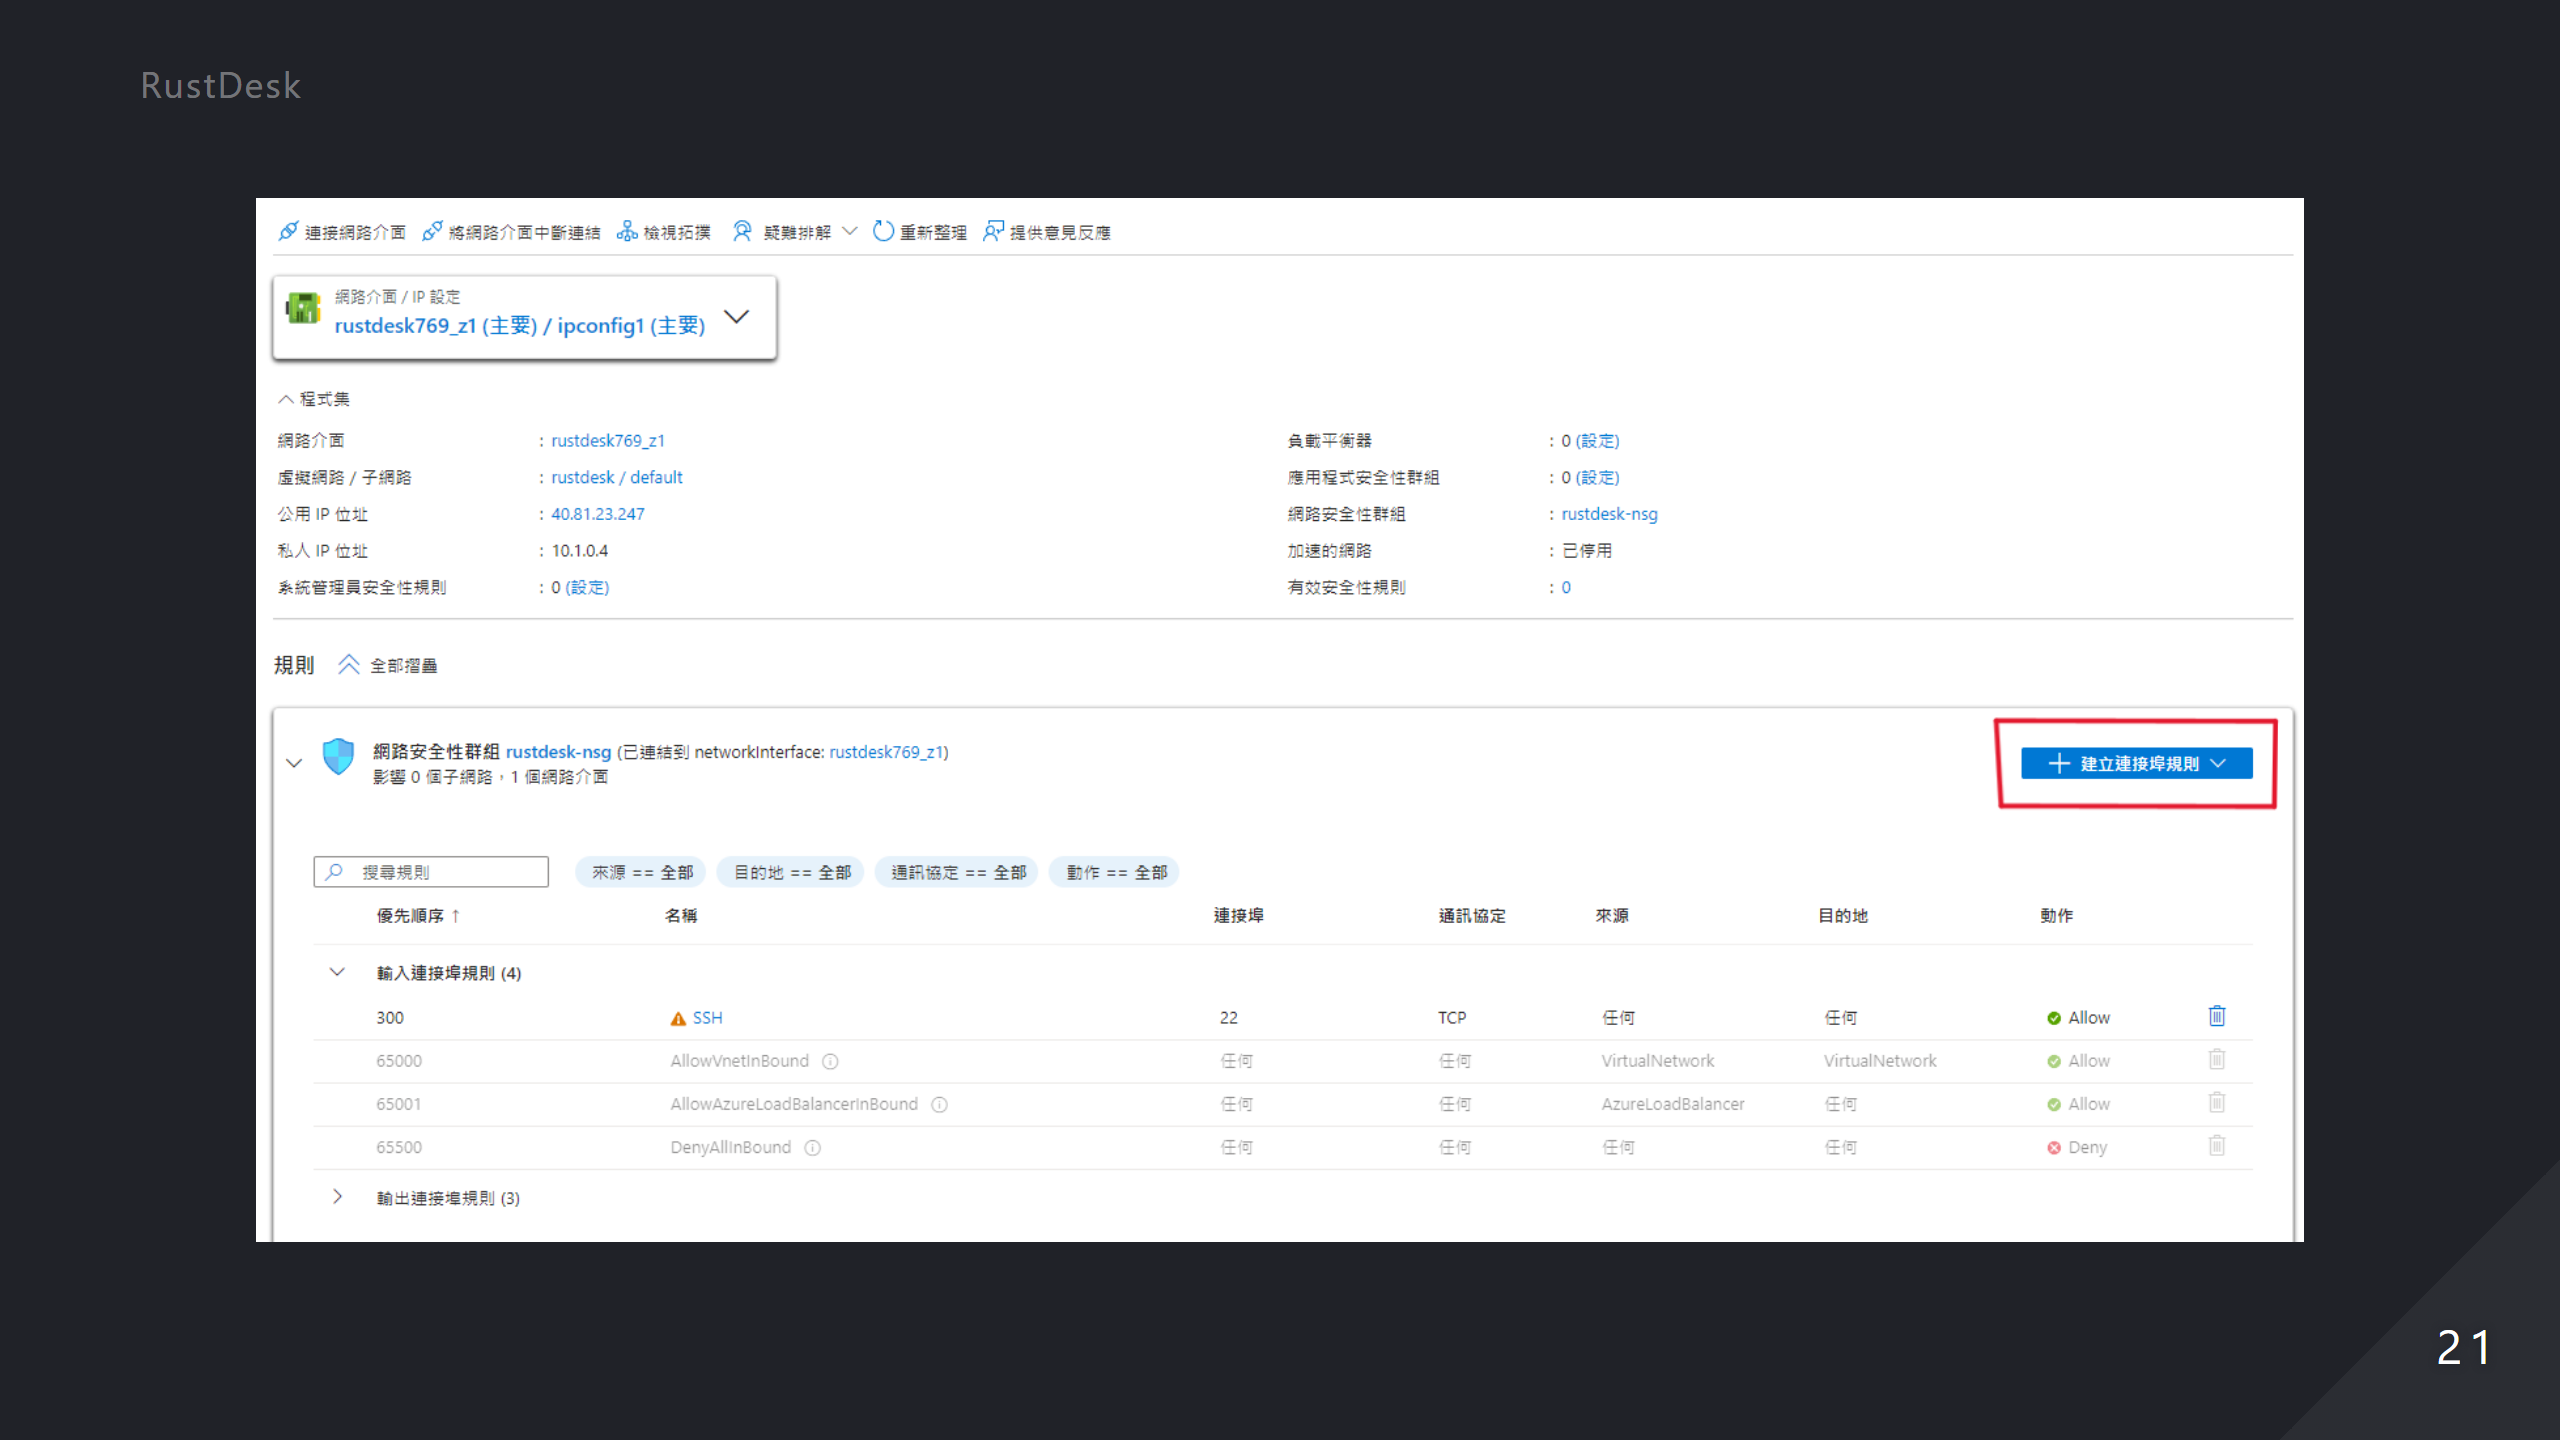 RustDesk
連接網路介面 將網路介面中斷連結 檢視拓撲 疑難排解 重新整理 提供意見反應
網路介面 / IP 設定
rustdesk769_z1 (主要) / ipconfig1 (主要)
程式集
網路介面 : rustdesk769_z1 負載平衡器 : 0 (設定)
虛擬網路 / 子網路 : rustdesk / default 應用程式安全性群組 : 0 (設定)
公用 IP 位址 : 40.81.23.247 網路安全性群組 : rustdesk-nsg
私人 IP 位址 : 10.1.0.4 加速的網路 : 已停用
系統管理員安全性規則 : 0 (設定) 有效安全性規則 : 0
規則 全部摺疊
網路安全性群組 rustdesk-nsg (已連結到 networkInterface: rustdesk769_z1)
影響 0 個子網路，1 個網路介面
建立連接埠規則
搜尋規則 來源 == 全部 目的地 == 全部 通訊協定 == 全部 動作 == 全部
優先順序 ↑ 名稱 連接埠 通訊協定 來源 目的地 動作
輸入連接埠規則 (4)
300 SSH 22 TCP 任何 任何 Allow
65000 AllowVnetInBound 任何 任何 VirtualNetwork VirtualNetwork Allow
65001 AllowAzureLoadBalancerInBound 任何 任何 AzureLoadBalancer 任何 Allow
65500 DenyAllInBound 任何 任何 任何 任何 Deny
輸出連接埠規則 (3)
21